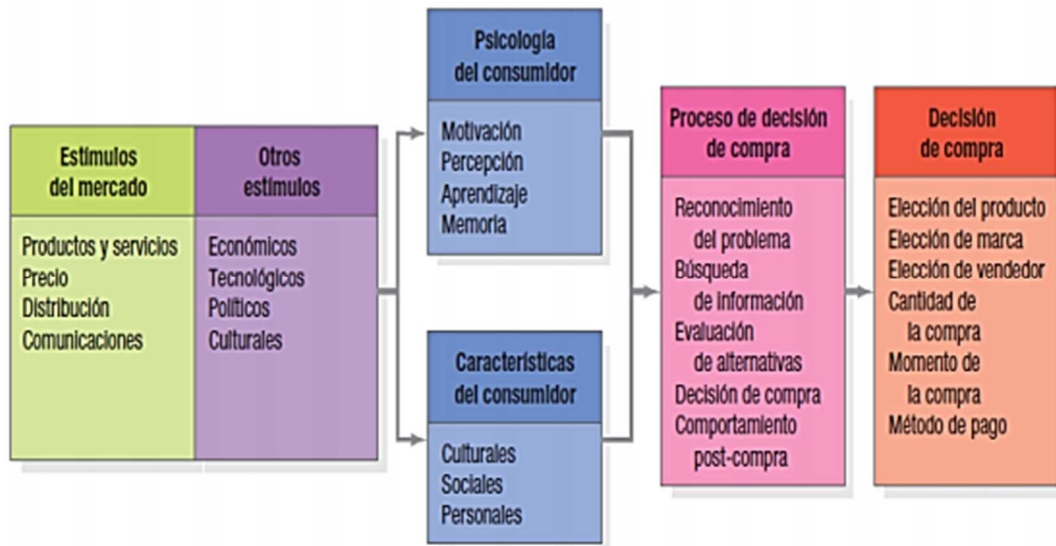 Estímulos
del mercado
Productos y servicios
Precio
Distribución
Comunicaciones
Otros
estímulos
Económicos
Tecnológicos
Políticos
Culturales
Psicología
del consumidor
Motivación
Percepción
Aprendizaje
Memoria
Características
del consumidor
Culturales
Sociales
Personales
Proceso de decisión
de compra
Reconocimiento
del problema
Búsqueda
de información
Evaluación
de alternativas
Decisión de compra
Comportamiento
post-compra
Decisión
de compra
Elección del producto
Elección de marca
Elección de vendedor
Cantidad de
la compra
Momento de
la compra
Método de pago